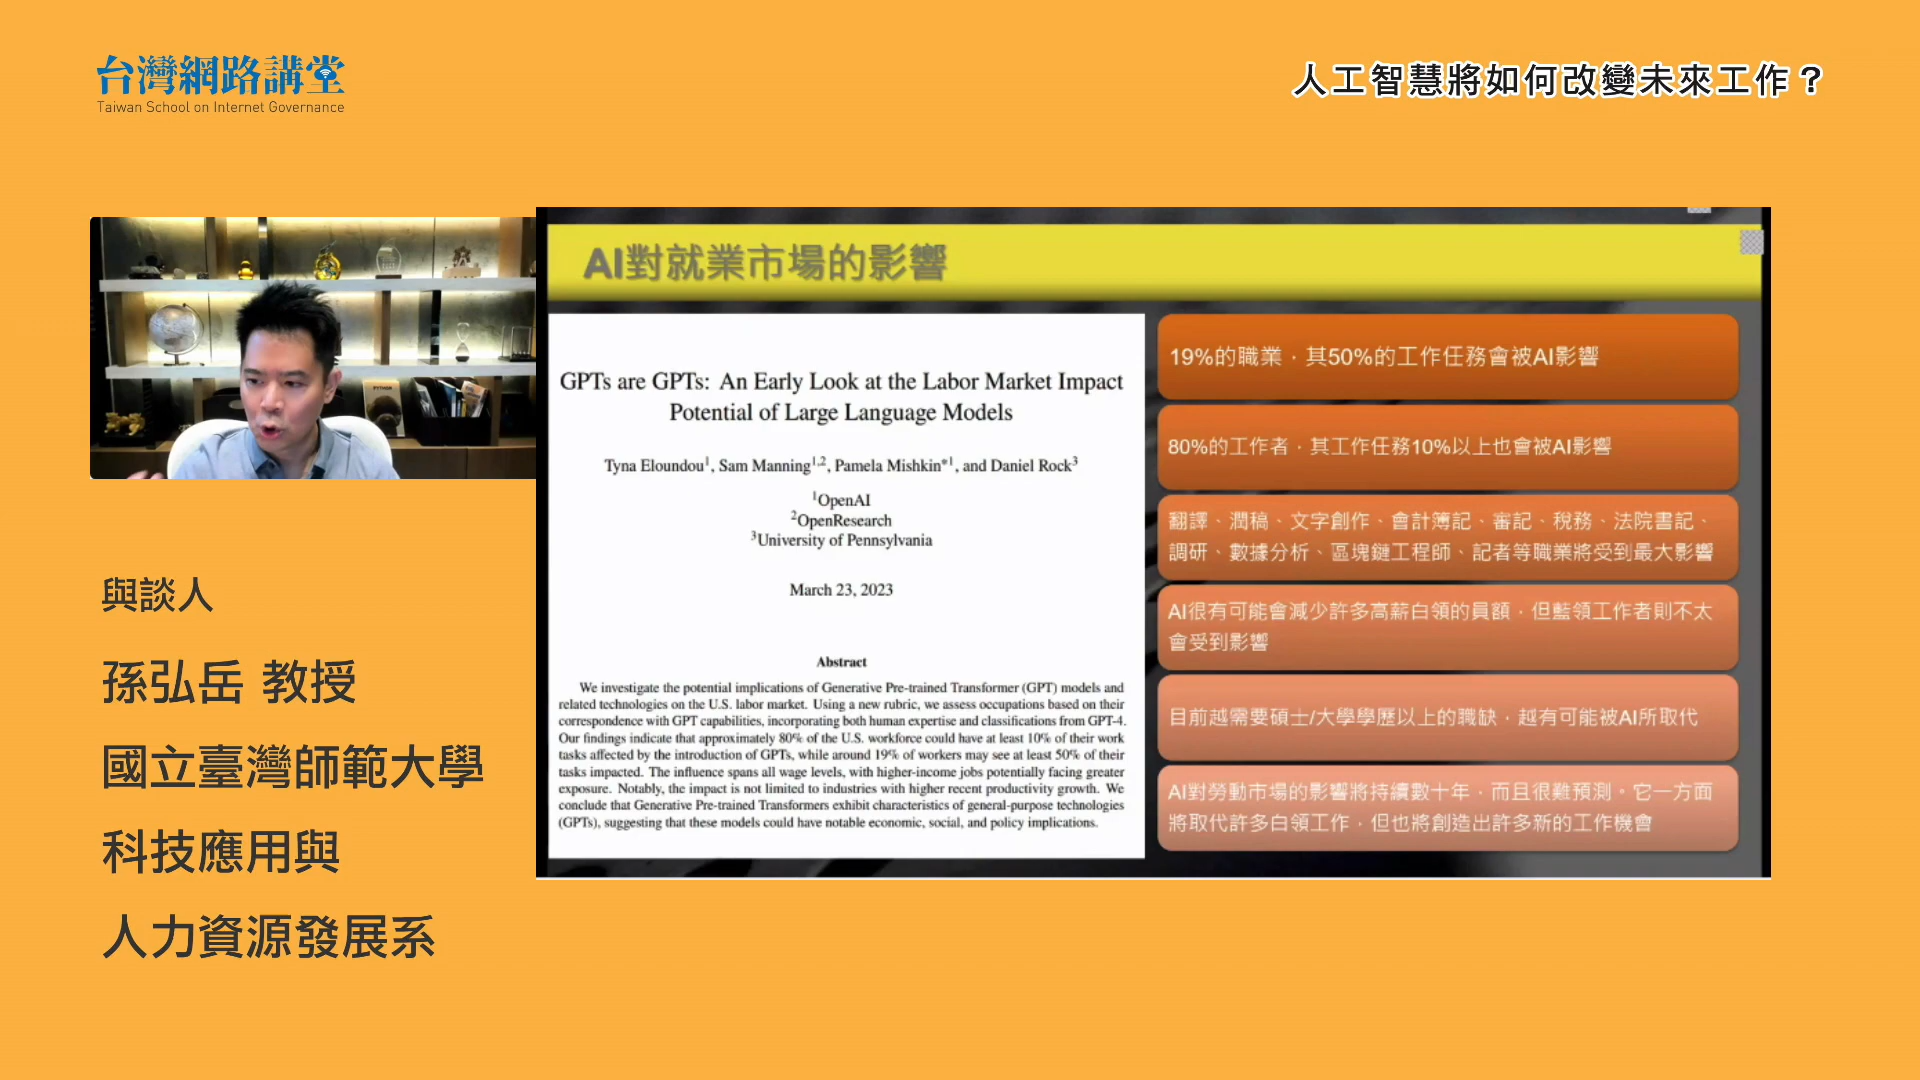 台灣網路講堂
Taiwan School on Internet Governance
人工智慧將如何改變未來工作？
AI對就業市場的影響
GPTs are GPTs: An Early Look at the Labor Market Impact
Potential of Large Language Models
Tyna Eloundou¹, Sam Manning¹,², Pamela Mishkin*¹, and Daniel Rock³
¹OpenAI
²OpenResearch
³University of Pennsylvania
March 23, 2023
Abstract
We investigate the potential implications of Generative Pre-trained Transformer (GPT) models and
related technologies on the U.S. labor market. Using a new rubric, we assess occupations based on their
correspondence with GPT capabilities, incorporating both human expertise and classifications from GPT-4.
Our findings indicate that approximately 80% of the U.S. workforce could have at least 10% of their work
tasks affected by the introduction of GPTs, while around 19% of workers may see at least 50% of their
tasks impacted. The influence spans all wage levels, with higher-income jobs potentially facing greater
exposure. Notably, the impact is not limited to industries with higher recent productivity growth. We
conclude that Generative Pre-trained Transformers exhibit characteristics of general-purpose technologies
(GPTs), suggesting that these models could have notable economic, social, and policy implications.
19%的職業，其50%的工作任務會被AI影響
80%的工作者，其工作任務10%以上也會被AI影響
翻譯、潤稿、文字創作、會計簿記、審記、稅務、法院書記、
調研、數據分析、區塊鏈工程師、記者等職業將受到最大影響
AI很有可能會減少許多高薪白領的員額，但藍領工作者則不太
會受到影響
目前越需要碩士/大學學歷以上的職缺，越有可能被AI所取代
AI對勞動市場的影響將持續數十年，而且很難預測。它一方面
將取代許多白領工作，但也將創造出許多新的工作機會
PYTHON
與談人
孫弘岳 教授
國立臺灣師範大學
科技應用與
人力資源發展系